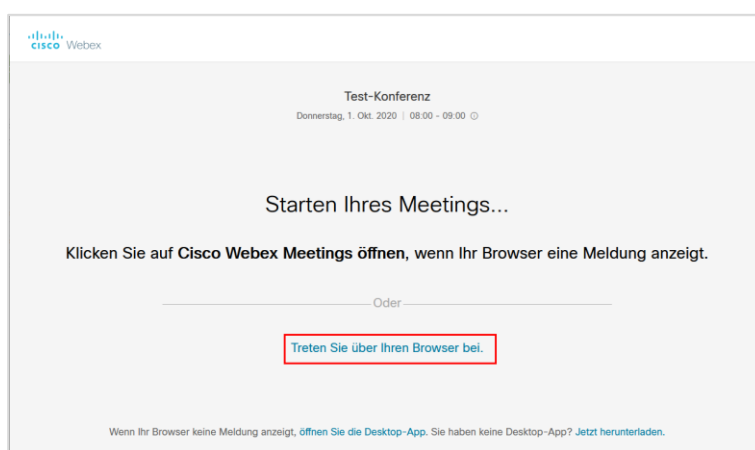 cisco Webex
Test-Konferenz
Donnerstag, 1. Okt. 2020 | 08:00 - 09:00
Starten Ihres Meetings...
Klicken Sie auf Cisco Webex Meetings öffnen, wenn Ihr Browser eine Meldung anzeigt.
Oder
Treten Sie über Ihren Browser bei.
Wenn Ihr Browser keine Meldung anzeigt, öffnen Sie die Desktop-App. Sie haben keine Desktop-App? Jetzt herunterladen.